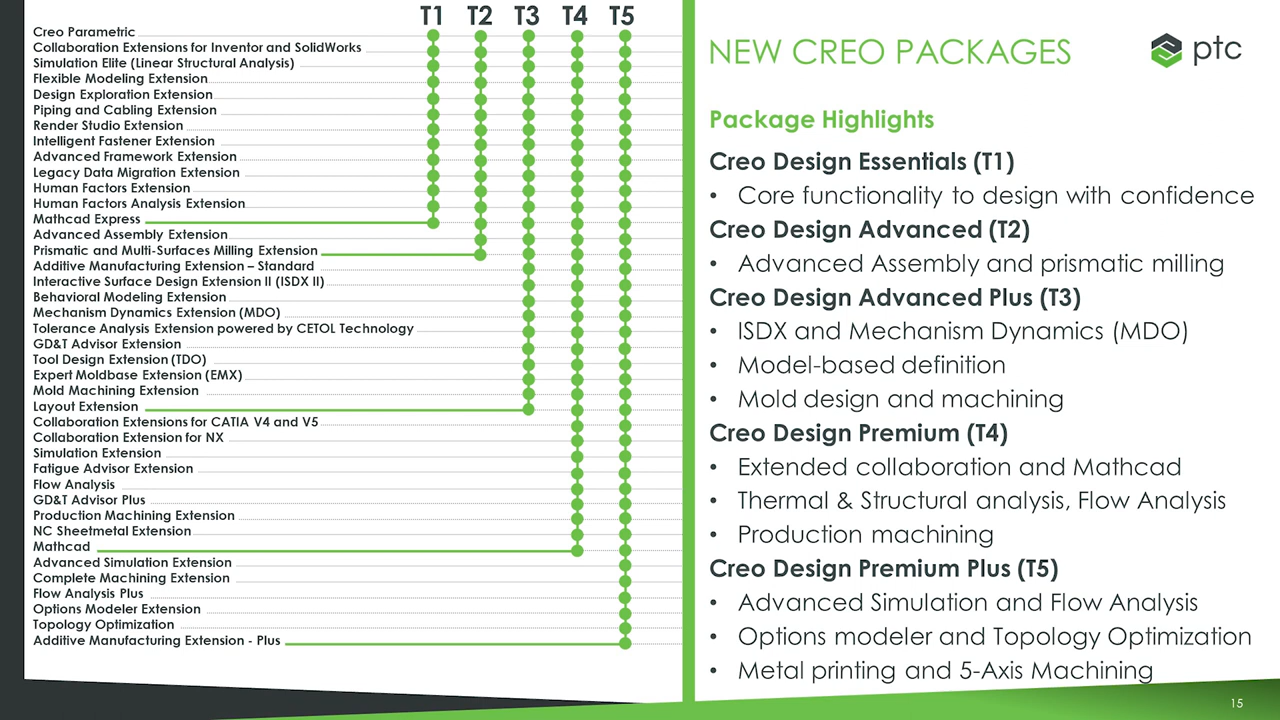 T1 T2 T3 T4 T5
Creo Parametric
Collaboration Extensions for Inventor and SolidWorks
Simulation Elite (Linear Structural Analysis)
Flexible Modeling Extension
Design Exploration Extension
Piping and Cabling Extension
Render Studio Extension
Intelligent Fastener Extension
Advanced Framework Extension
Legacy Data Migration Extension
Human Factors Extension
Human Factors Analysis Extension
Mathcad Express
Advanced Assembly Extension
Prismatic and Multi-Surfaces Milling Extension
Additive Manufacturing Extension – Standard
Interactive Surface Design Extension II (ISDX II)
Behavioral Modeling Extension
Mechanism Dynamics Extension (MDO)
Tolerance Analysis Extension powered by CETOL Technology
GD&T Advisor Extension
Tool Design Extension (TDO)
Expert Moldbase Extension (EMX)
Mold Machining Extension
Layout Extension
Collaboration Extensions for CATIA V4 and V5
Collaboration Extension for NX
Simulation Extension
Fatigue Advisor Extension
Flow Analysis
GD&T Advisor Plus
Production Machining Extension
NC Sheetmetal Extension
Mathcad
Advanced Simulation Extension
Complete Machining Extension
Flow Analysis Plus
Options Modeler Extension
Topology Optimization
Additive Manufacturing Extension - Plus
NEW CREO PACKAGES
ptc
Package Highlights
Creo Design Essentials (T1)
• Core functionality to design with confidence
Creo Design Advanced (T2)
• Advanced Assembly and prismatic milling
Creo Design Advanced Plus (T3)
• ISDX and Mechanism Dynamics (MDO)
• Model-based definition
• Mold design and machining
Creo Design Premium (T4)
• Extended collaboration and Mathcad
• Thermal & Structural analysis, Flow Analysis
• Production machining
Creo Design Premium Plus (T5)
• Advanced Simulation and Flow Analysis
• Options modeler and Topology Optimization
• Metal printing and 5-Axis Machining
15